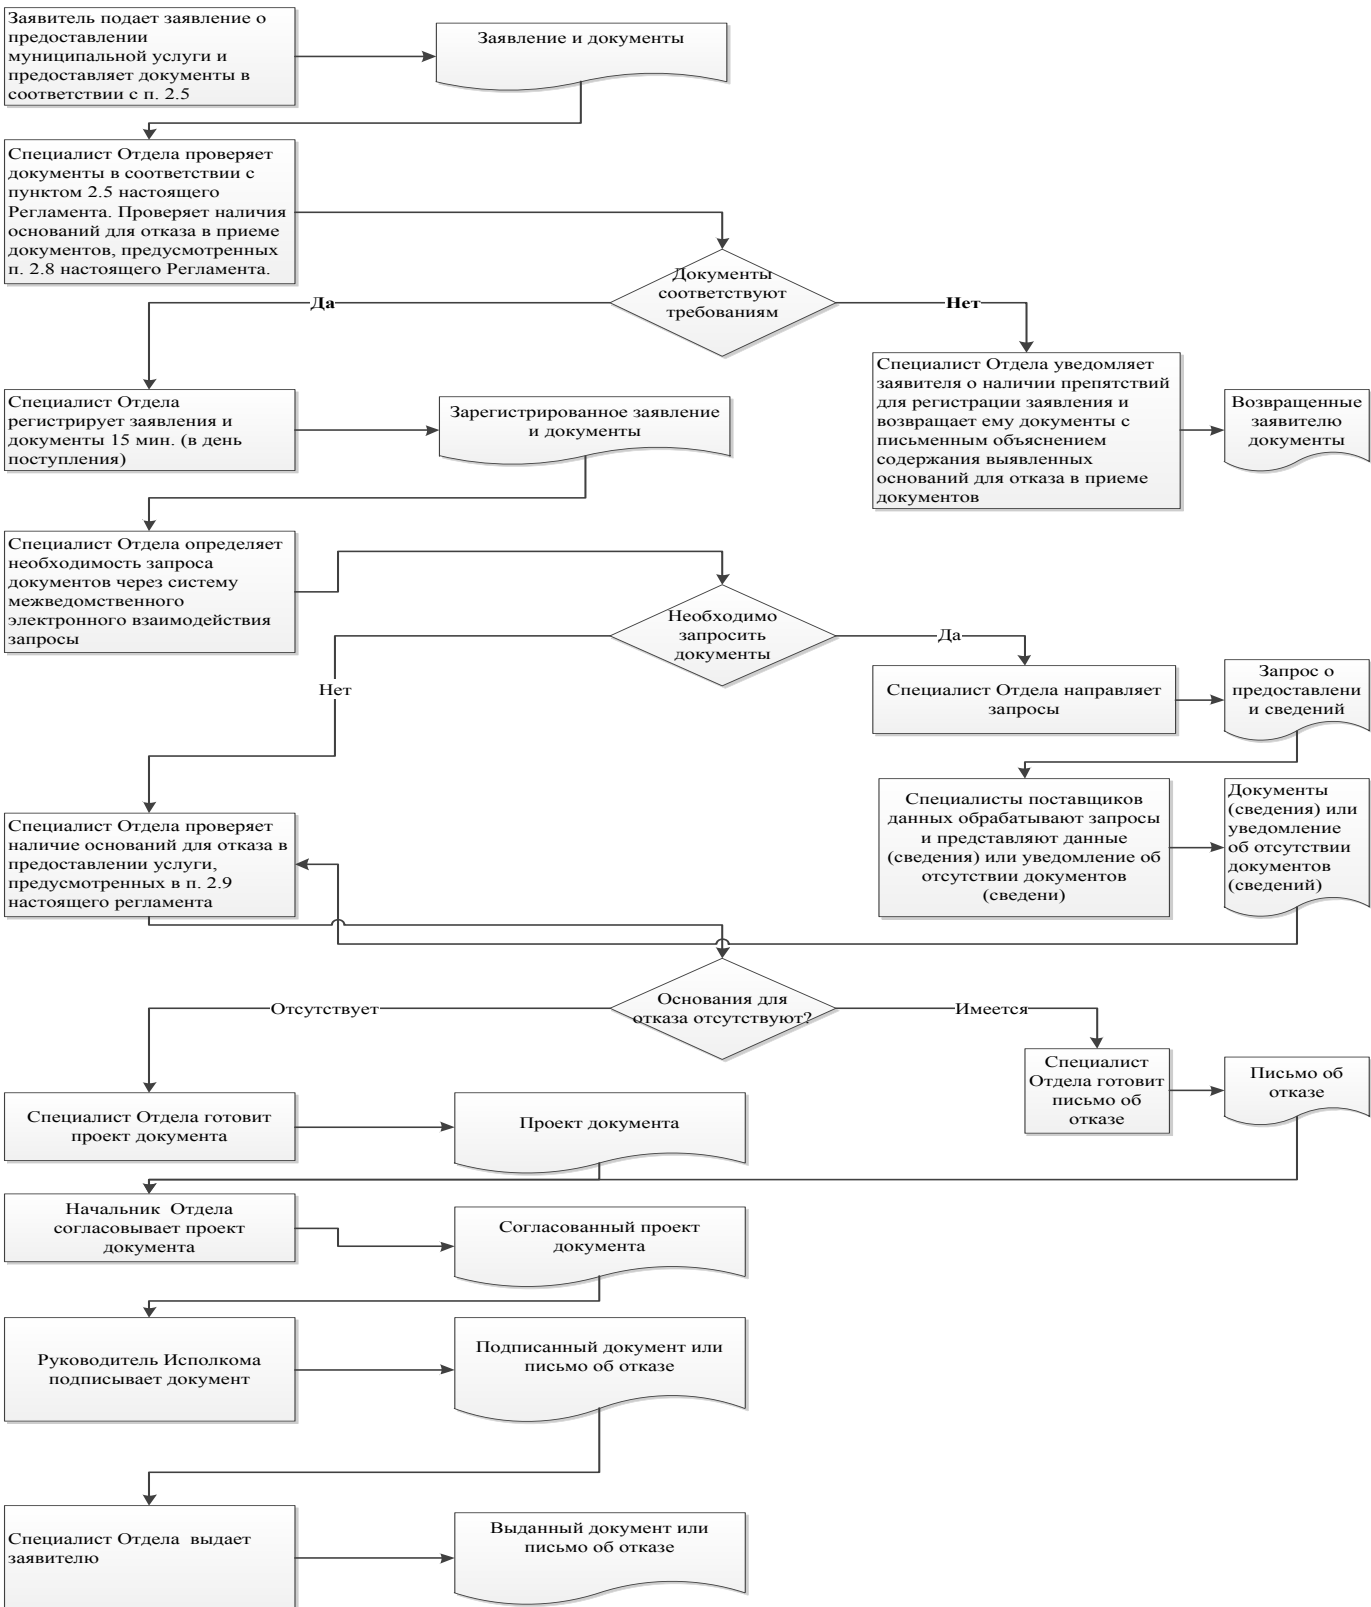 Заявитель подает заявление о
предоставлении
муниципальной услуги и
предоставляет документы в
соответствии с п. 2.5
Заявление и документы
Специалист Отдела проверяет
документы в соответствии с
пунктом 2.5 настоящего
Регламента. Проверяет наличия
оснований для отказа в приеме
документов, предусмотренных
п. 2.8 настоящего Регламента.
Документы
соответствуют
требованиям
Да
Нет
Специалист Отдела
регистрирует заявления и
документы 15 мин. (в день
поступления)
Зарегистрированное заявление
и документы
Специалист Отдела уведомляет
заявителя о наличии препятствий
для регистрации заявления и
возвращает ему документы с
письменным объяснением
содержания выявленных
оснований для отказа в приеме
документов
Возвращенные
заявителю
документы
Специалист Отдела определяет
необходимость запроса
документов через систему
межведомственного
электронного взаимодействия
запросы
Необходимо
запросить
документы
Да
Нет
Специалист Отдела направляет
запросы
Запрос о
предоставлени
и сведений
Специалисты поставщиков
данных обрабатывают запросы
и представляют данные
(сведения) или уведомление об
отсутствии документов
(сведени)
Документы
(сведения) или
уведомление
об отсутствии
документов
(сведений)
Специалист Отдела проверяет
наличие оснований для отказа в
предоставлении услуги,
предусмотренных в п. 2.9
настоящего регламента
Основания для
отказа отсутствуют?
Отсутствует
Имеется
Специалист
Отдела готовит
письмо об
отказе
Письмо об
отказе
Специалист Отдела готовит
проект документа
Проект документа
Начальник Отдела
согласовывает проект
документа
Согласованный проект
документа
Руководитель Исполкома
подписывает документ
Подписанный документ или
письмо об отказе
Специалист Отдела выдает
заявителю
Выданный документ или
письмо об отказе